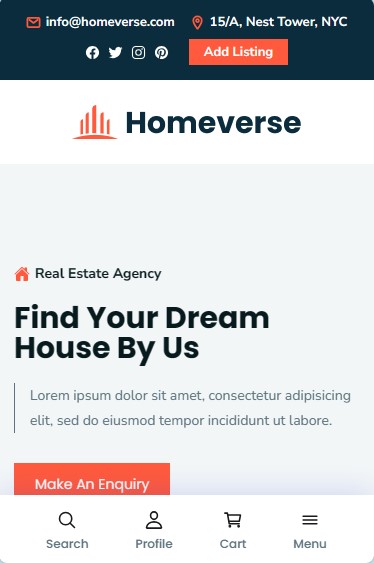 info@homeverse.com 15/A, Nest Tower, NYC
Add Listing
Homeverse
Real Estate Agency
Find Your Dream
House By Us
Lorem ipsum dolor sit amet, consectetur adipisicing
elit, sed do eiusmod tempor incididunt ut labore.
Make An Enquiry
Search Profile Cart Menu